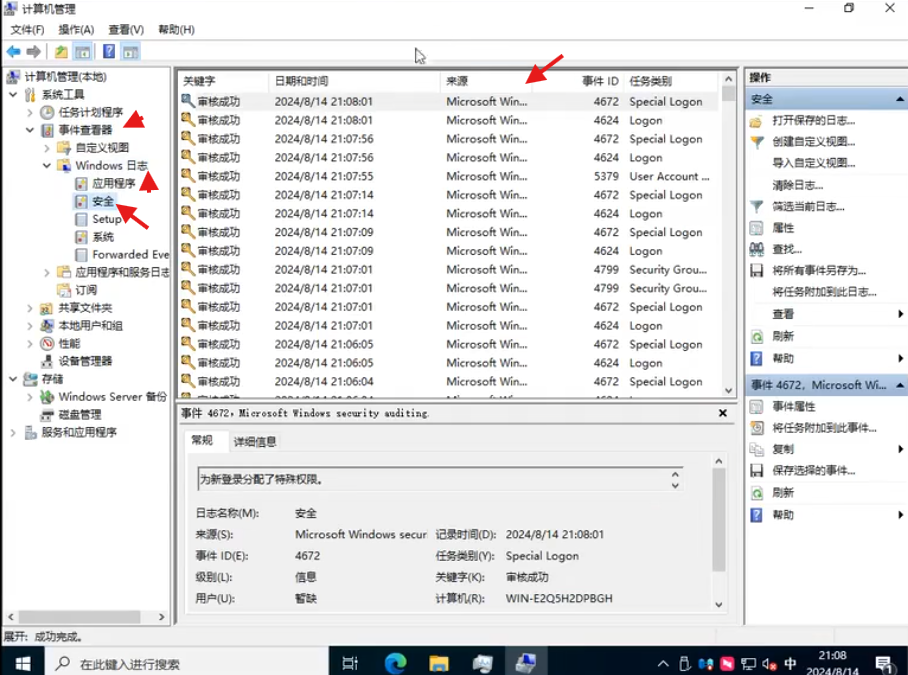 计算机管理
文件(F) 操作(A) 查看(V) 帮助(H)
计算机管理(本地)
系统工具
任务计划程序
事件查看器
自定义视图
Windows 日志
应用程序
安全
Setup
系统
Forwarded Eve
应用程序和服务日志
订阅
共享文件夹
本地用户和组
性能
设备管理器
存储
Windows Server 备份
磁盘管理
服务和应用程序
关键字 日期和时间 来源 事件 ID 任务类别
审核成功 2024/8/14 21:08:01 Microsoft Win... 4672 Special Logon
审核成功 2024/8/14 21:08:01 Microsoft Win... 4624 Logon
审核成功 2024/8/14 21:07:56 Microsoft Win... 4672 Special Logon
审核成功 2024/8/14 21:07:56 Microsoft Win... 4624 Logon
审核成功 2024/8/14 21:07:55 Microsoft Win... 5379 User Account ...
审核成功 2024/8/14 21:07:14 Microsoft Win... 4672 Special Logon
审核成功 2024/8/14 21:07:14 Microsoft Win... 4624 Logon
审核成功 2024/8/14 21:07:09 Microsoft Win... 4672 Special Logon
审核成功 2024/8/14 21:07:09 Microsoft Win... 4624 Logon
审核成功 2024/8/14 21:07:01 Microsoft Win... 4799 Security Grou...
审核成功 2024/8/14 21:07:01 Microsoft Win... 4799 Security Grou...
审核成功 2024/8/14 21:07:01 Microsoft Win... 4672 Special Logon
审核成功 2024/8/14 21:07:01 Microsoft Win... 4624 Logon
审核成功 2024/8/14 21:06:05 Microsoft Win... 4672 Special Logon
审核成功 2024/8/14 21:06:05 Microsoft Win... 4624 Logon
审核成功 2024/8/14 21:06:04 Microsoft Win... 4672 Special Logon
事件 4672，Microsoft Windows security auditing.
常规 详细信息
为新登录分配了特殊权限。
日志名称(M): 安全
来源(S): Microsoft Windows secur 记录时间(D): 2024/8/14 21:08:01
事件 ID(E): 4672 任务类别(Y): Special Logon
级别(L): 信息 关键字(K): 审核成功
用户(U): 暂缺 计算机(R): WIN-E2Q5H2DPBGH
操作
安全
打开保存的日志...
创建自定义视图...
导入自定义视图...
清除日志...
筛选当前日志...
属性
查找...
将所有事件另存为...
将任务附加到此日志...
查看
刷新
帮助
事件 4672，Microsoft Wi...
事件属性
将任务附加到此事件...
复制
保存选择的事件...
刷新
帮助
展开: 成功完成。
在此键入进行搜索
中
21:08
2024/8/14
1